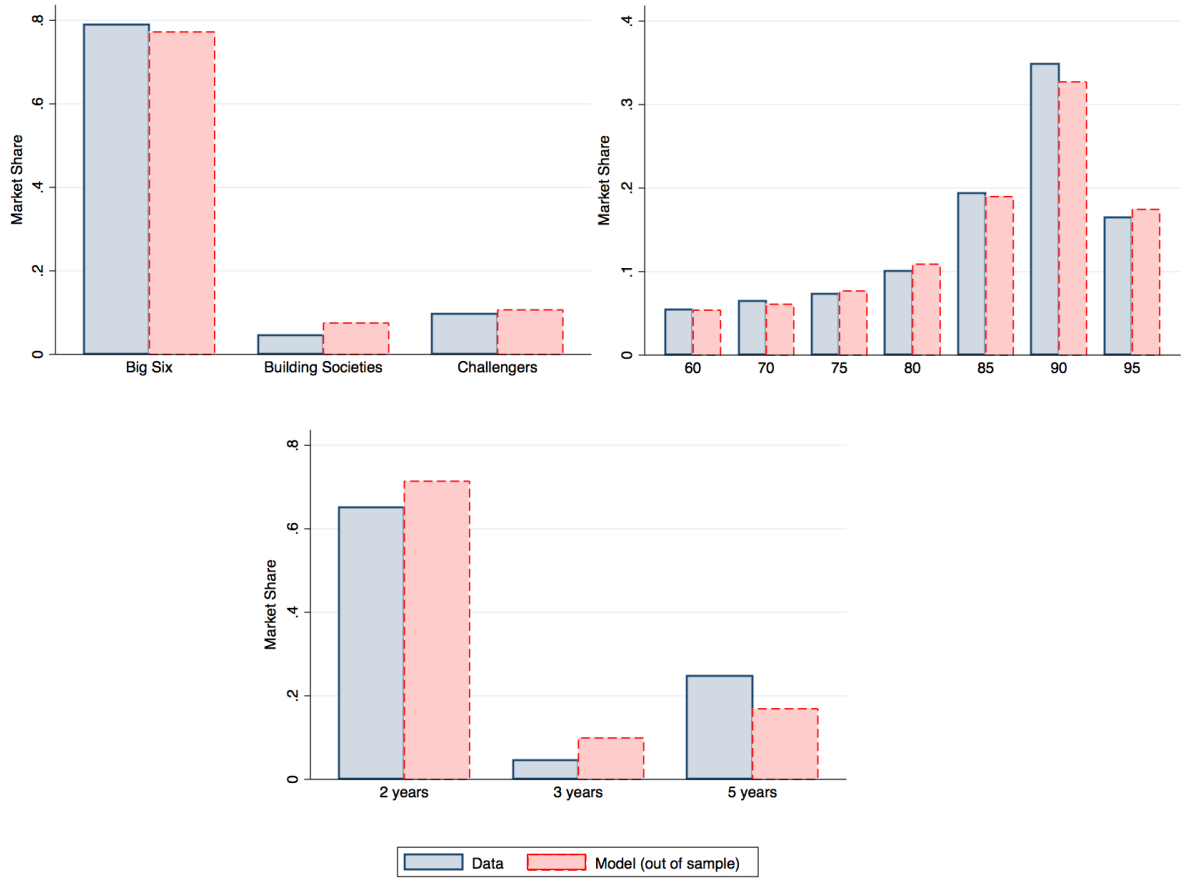 Market Share
0 .2 .4 .6 .8
Big Six Building Societies Challengers
Market Share
0 .1 .2 .3 .4
60 70 75 80 85 90 95
Market Share
0 .2 .4 .6 .8
2 years 3 years 5 years
Data Model (out of sample)